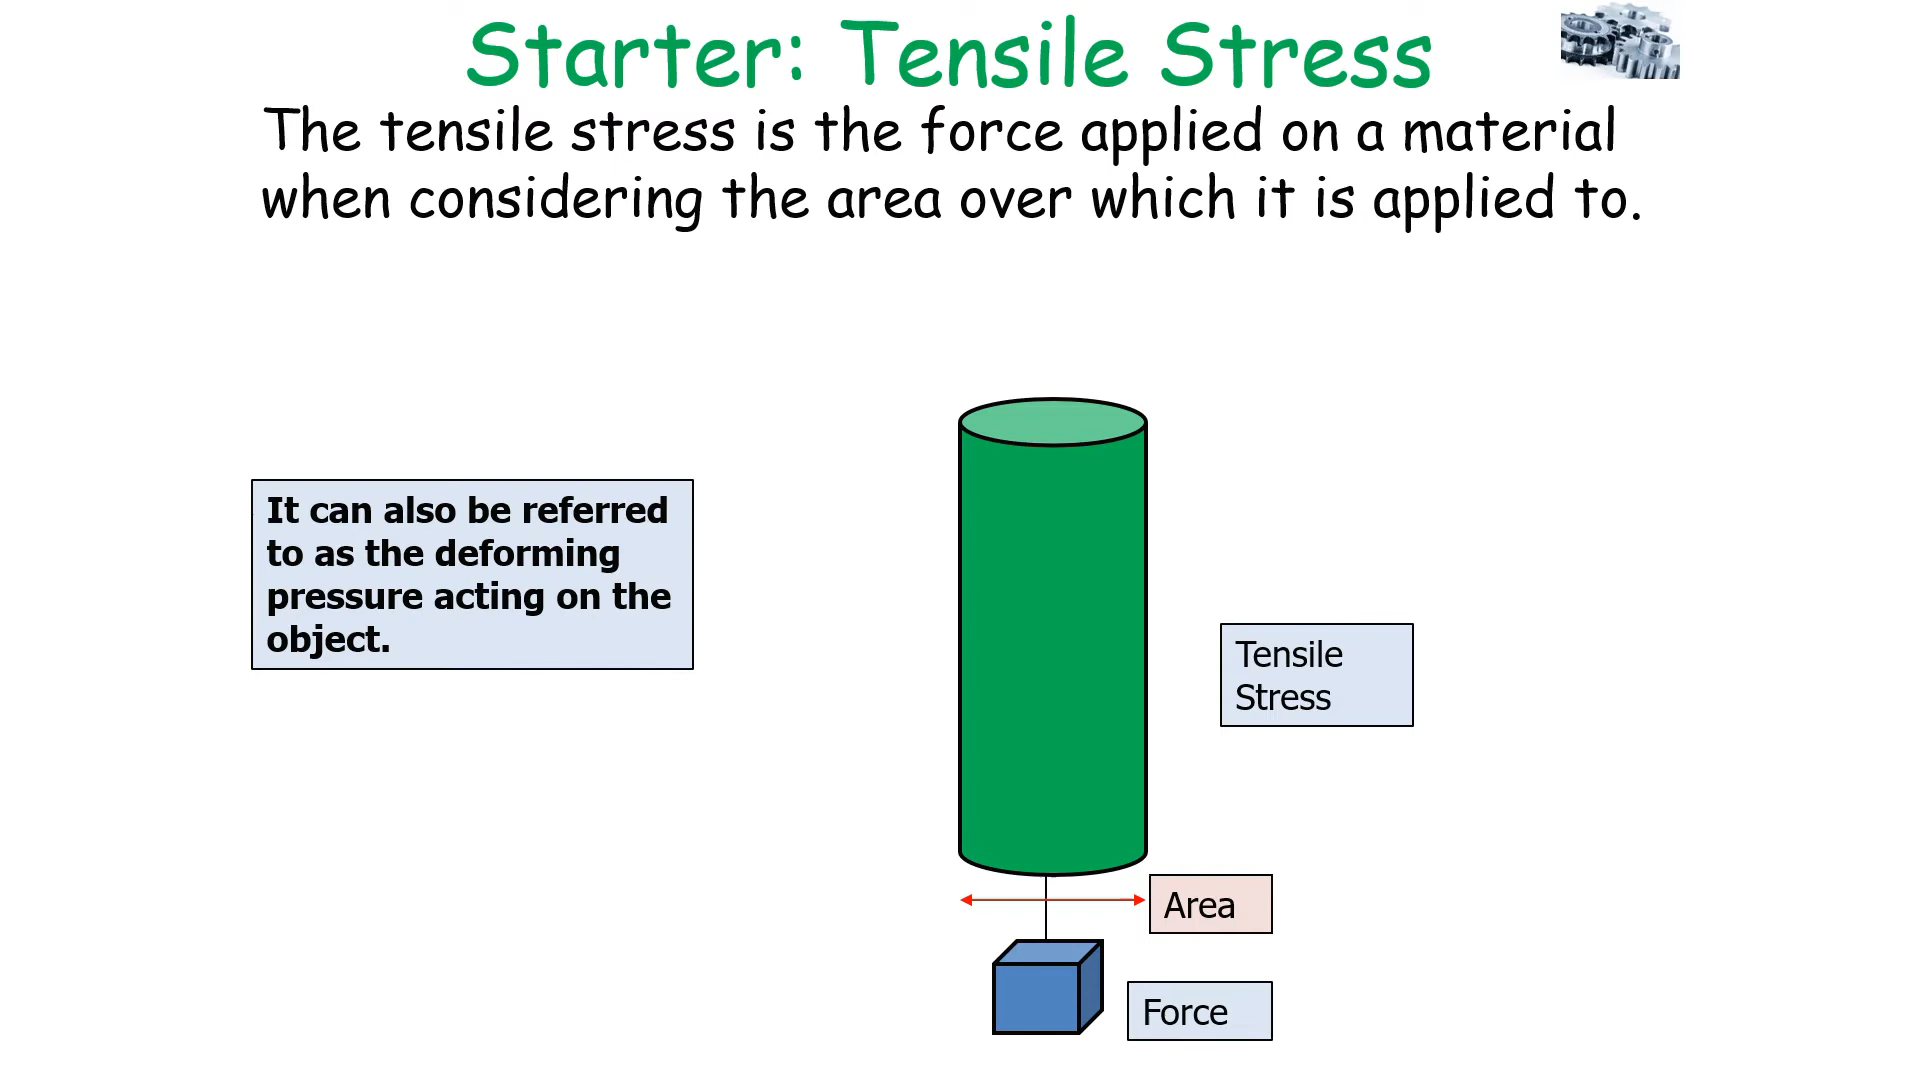 Starter: Tensile Stress
The tensile stress is the force applied on a material
when considering the area over which it is applied to.
It can also be referred
to as the deforming
pressure acting on the
object.
Tensile
Stress
Area
Force